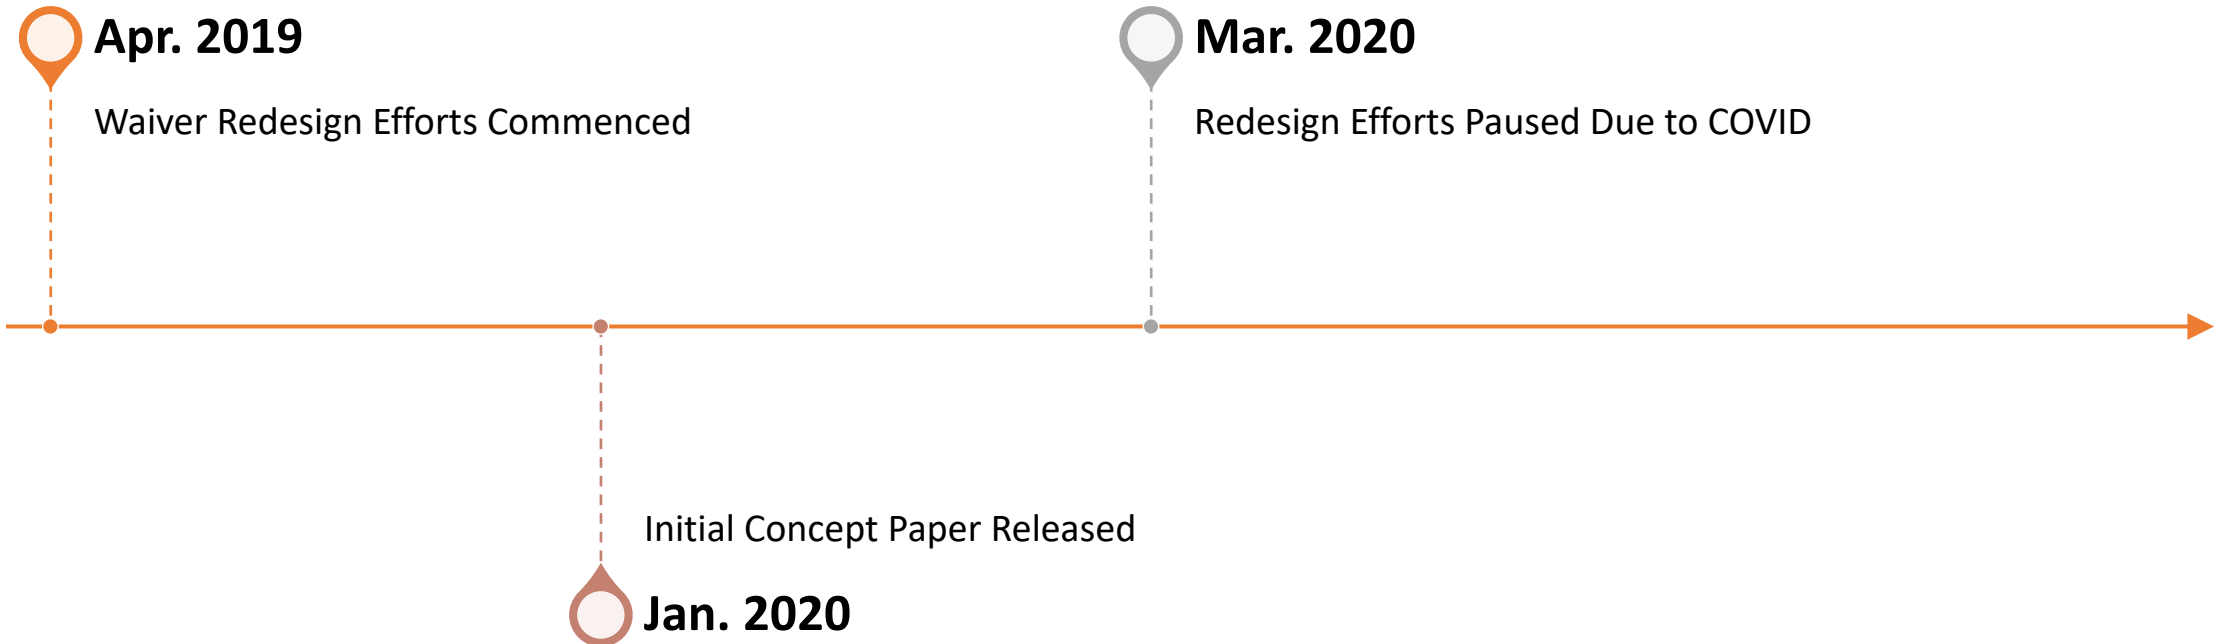 Apr. 2019
Waiver Redesign Efforts Commenced
Mar. 2020
Redesign Efforts Paused Due to COVID
Initial Concept Paper Released
Jan. 2020